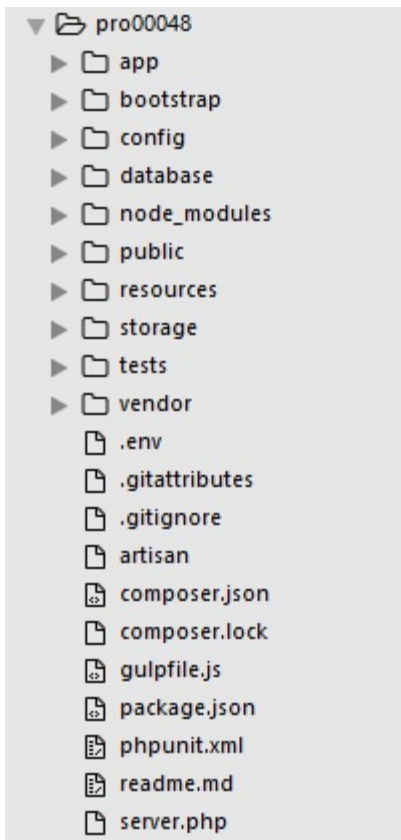 pro00048
app
bootstrap
config
database
node_modules
public
resources
storage
tests
vendor
.env
.gitattributes
.gitignore
artisan
composer.json
composer.lock
gulpfile.js
package.json
phpunit.xml
readme.md
server.php